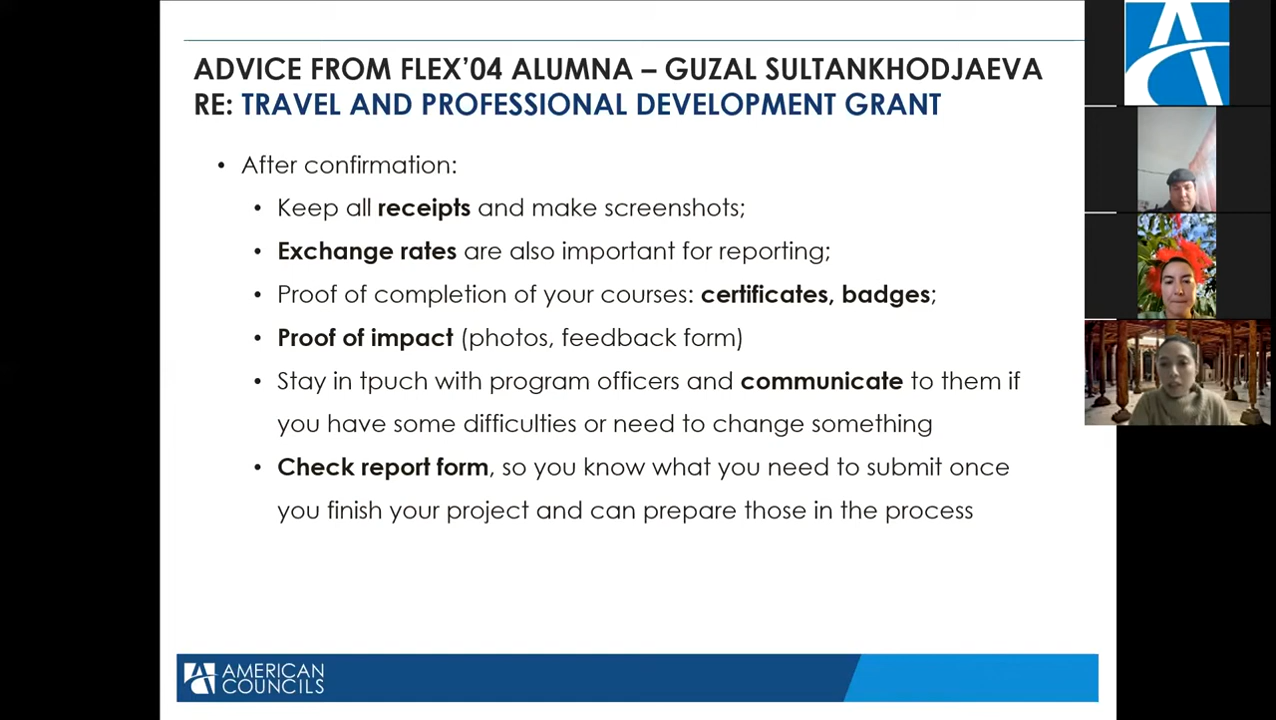 ADVICE FROM FLEX’04 ALUMNA – GUZAL SULTANKHODJAEVA
RE: TRAVEL AND PROFESSIONAL DEVELOPMENT GRANT
• After confirmation:
• Keep all receipts and make screenshots;
• Exchange rates are also important for reporting;
• Proof of completion of your courses: certificates, badges;
• Proof of impact (photos, feedback form)
• Stay in tpuch with program officers and communicate to them if
you have some difficulties or need to change something
• Check report form, so you know what you need to submit once
you finish your project and can prepare those in the process
AMERICAN
COUNCILS